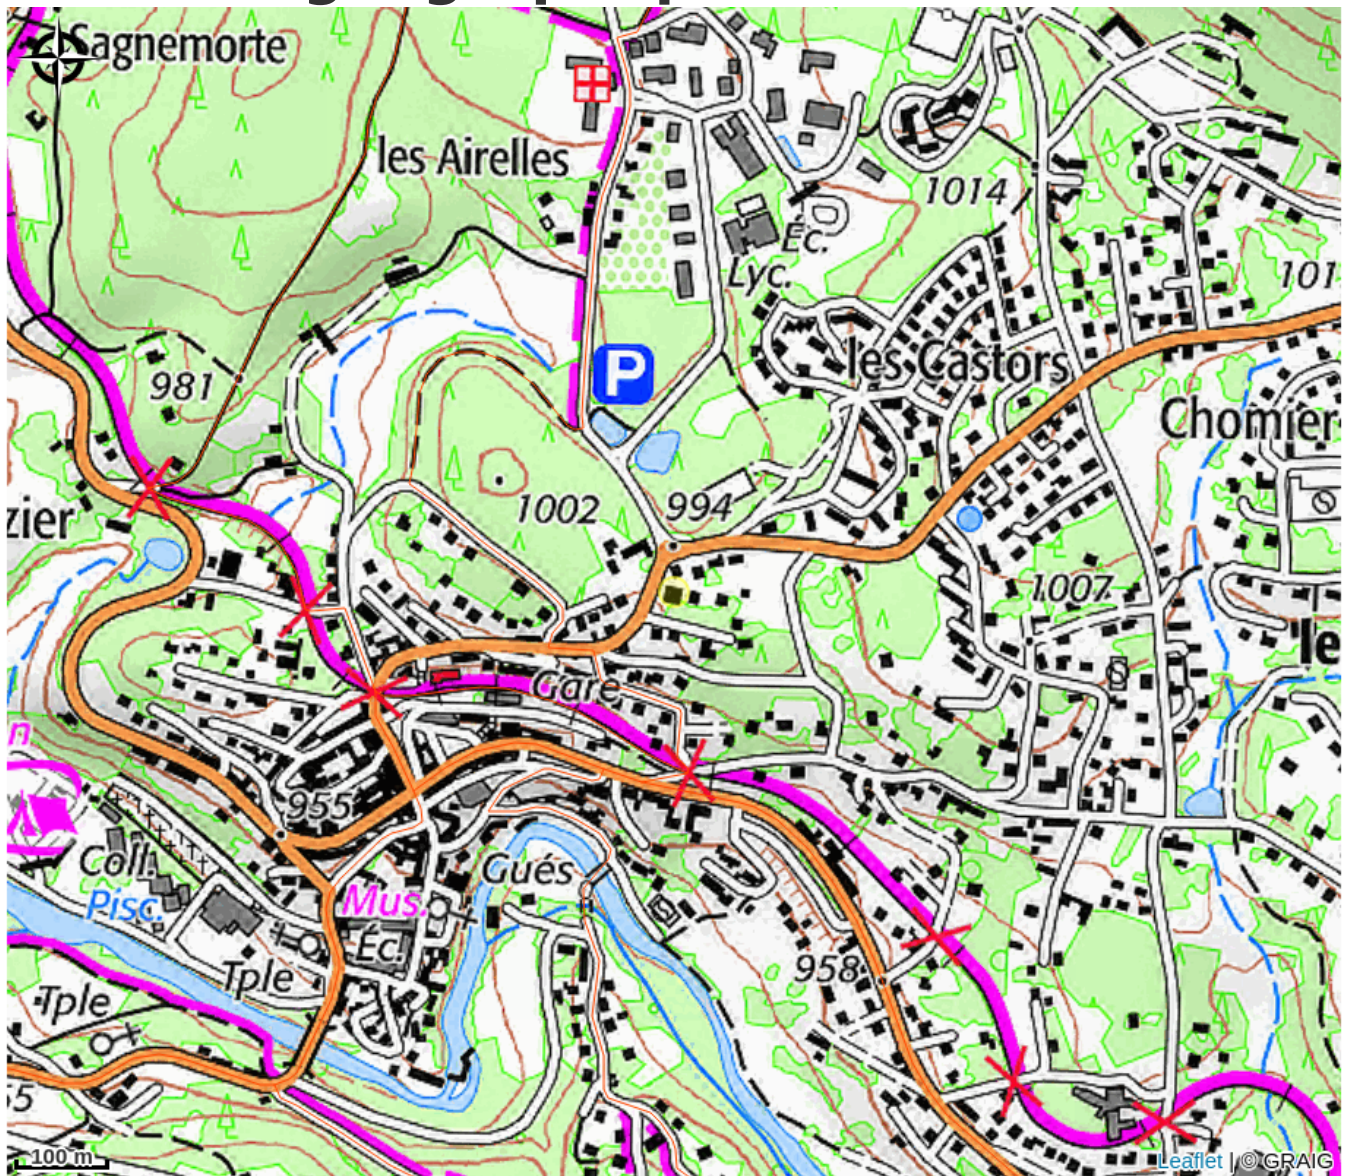 Sagnemorte
les Airelles
1014
Éc.
Lyc.
101
P
981
les Castors
Chomier
1002
994
zier
1007
le
Gare
n
955
Coll.
Gués
Pisc.
Mus.
Éc.
958
Tple
Tple
55
100 m
Leaflet | © GRAIG